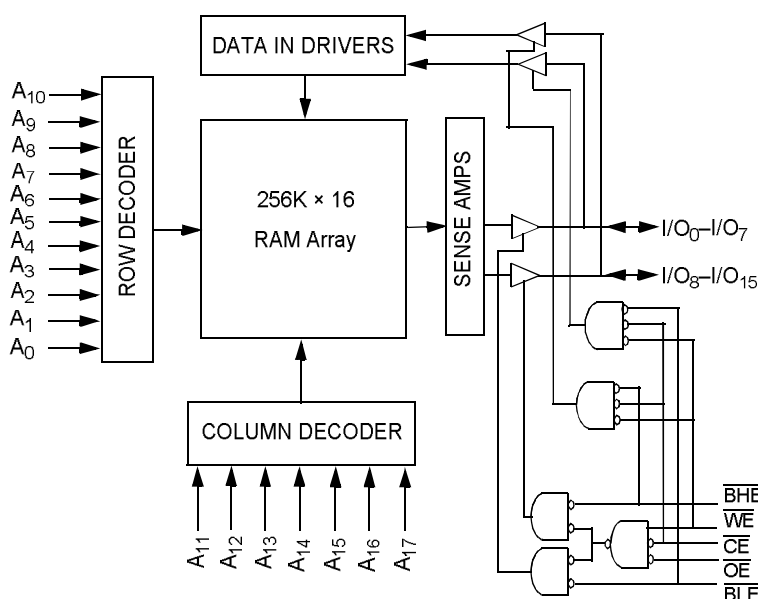 DATA IN DRIVERS
A10
A9
A8
A7
A6
A5
A4
A3
A2
A1
A0
ROW DECODER
256K × 16
RAM Array
SENSE AMPS
I/O0–I/O7
I/O8–I/O15
COLUMN DECODER
A11
A12
A13
A14
A15
A16
A17
BHE
WE
CE
OE
BLE